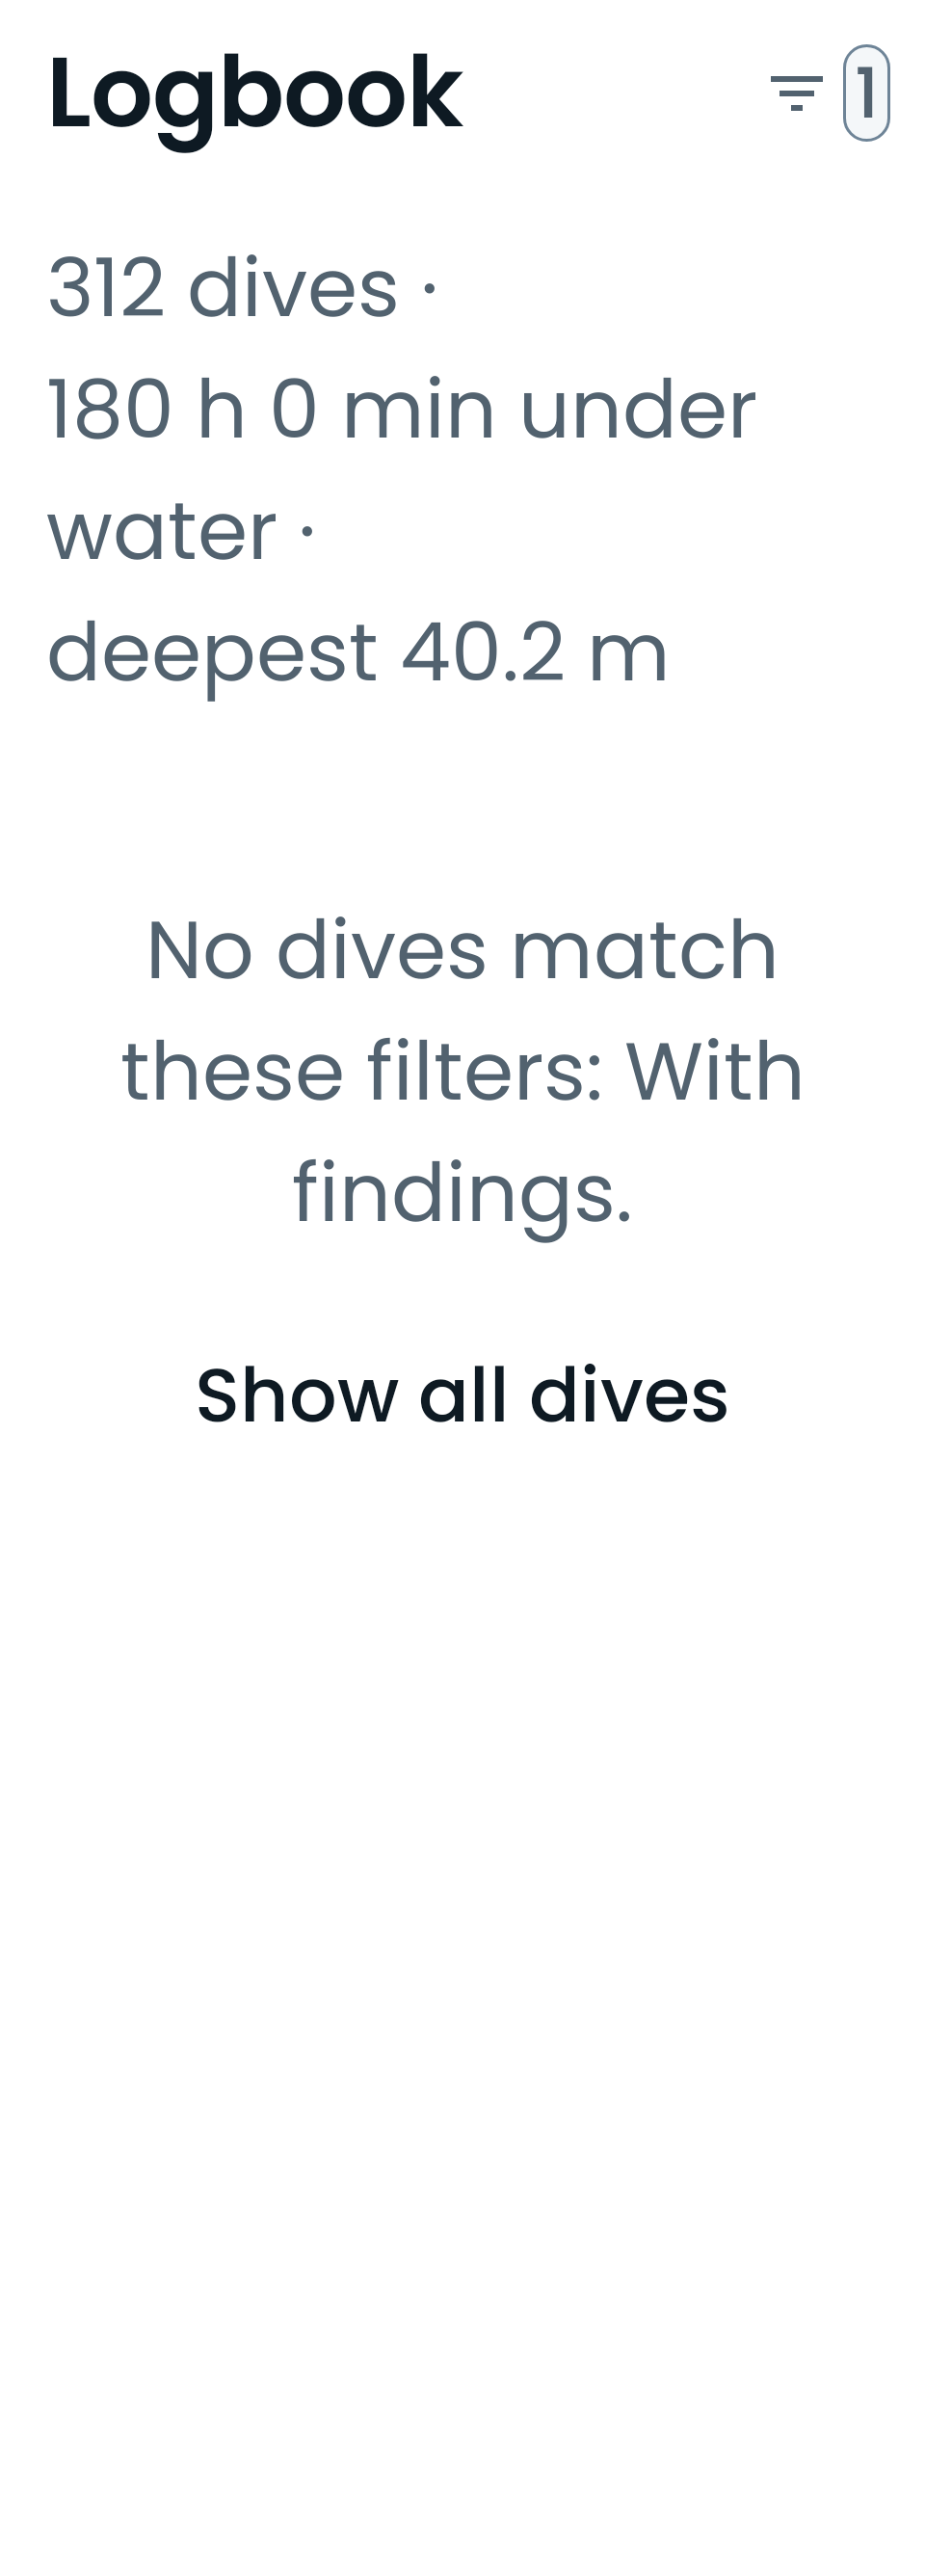 Logbook
1
312 dives ·
180 h 0 min under
water ·
deepest 40.2 m
No dives match
these filters: With
findings.
Show all dives